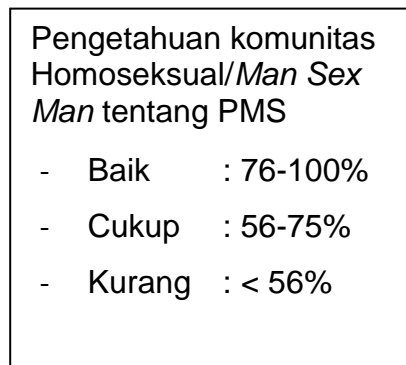 Pengetahuan komunitas
Homoseksual/Man Sex
Man tentang PMS
- Baik : 76-100%
- Cukup : 56-75%
- Kurang : < 56%